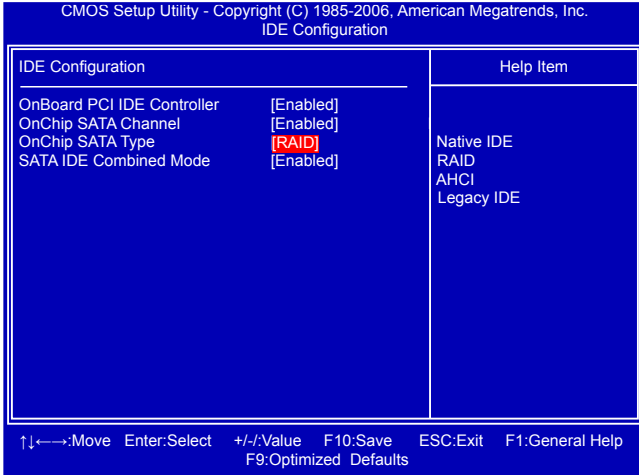 CMOS Setup Utility - Copyright (C) 1985-2006, American Megatrends, Inc.
IDE Configuration
IDE Configuration
Help Item
OnBoard PCI IDE Controller [Enabled]
OnChip SATA Channel [Enabled]
OnChip SATA Type [RAID]
SATA IDE Combined Mode [Enabled]
Native IDE
RAID
AHCI
Legacy IDE
↑↓←→:Move Enter:Select +/-/:Value F10:Save ESC:Exit F1:General Help
F9:Optimized Defaults